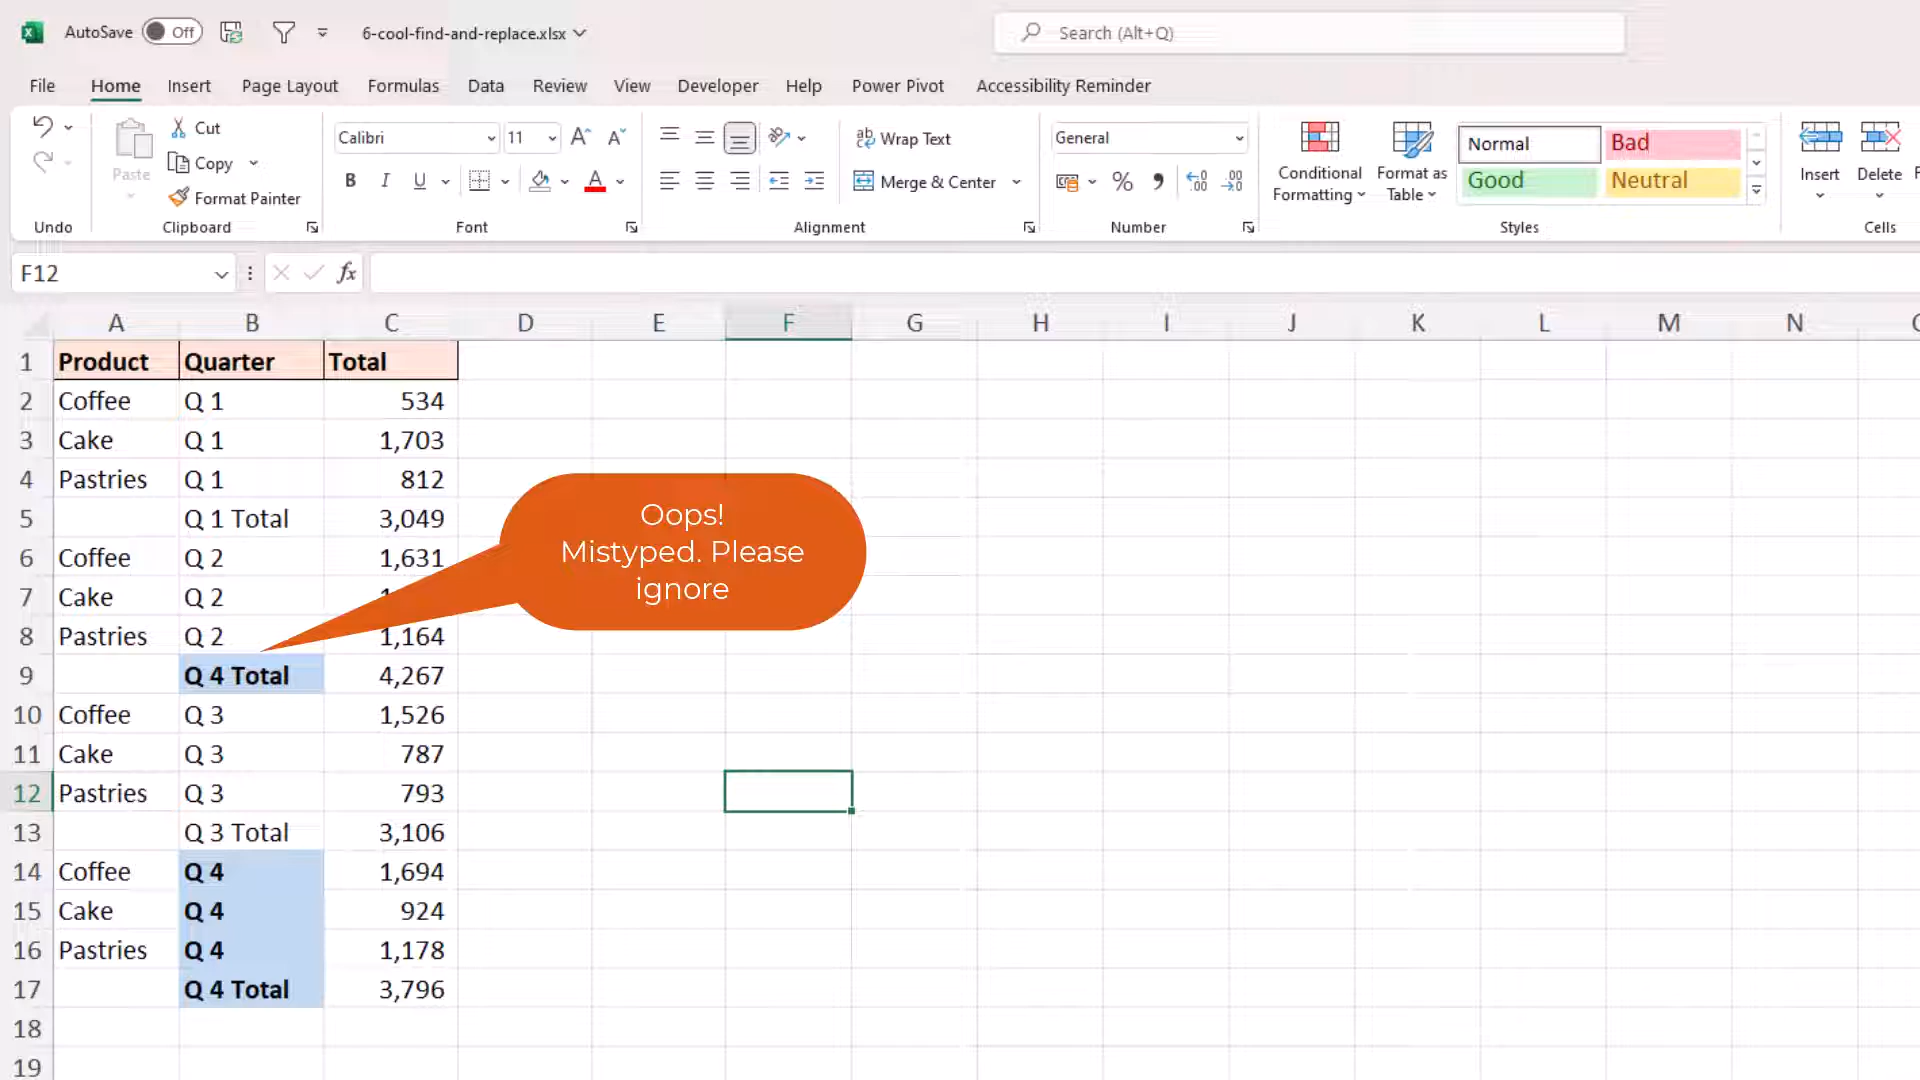 AutoSave Off 6-cool-find-and-replace.xlsx Search (Alt+Q)
File Home Insert Page Layout Formulas Data Review View Developer Help Power Pivot Accessibility Reminder
Undo
Paste
Cut
Copy
Format Painter
Clipboard
Calibri 11
B I U
Font
Wrap Text
Merge & Center
Alignment
General
Number
Conditional Formatting
Format as Table
Normal Bad
Good Neutral
Styles
Insert Delete
Cells
F12 fx
A B C D E F G H I J K L M N
1 Product Quarter Total
2 Coffee Q 1 534
3 Cake Q 1 1,703
4 Pastries Q 1 812
5 Q 1 Total 3,049
6 Coffee Q 2 1,631
7 Cake Q 2
8 Pastries Q 2 1,164
9 Q 4 Total 4,267
10 Coffee Q 3 1,526
11 Cake Q 3 787
12 Pastries Q 3 793
13 Q 3 Total 3,106
14 Coffee Q 4 1,694
15 Cake Q 4 924
16 Pastries Q 4 1,178
17 Q 4 Total 3,796
18
19
Oops!
Mistyped. Please
ignore